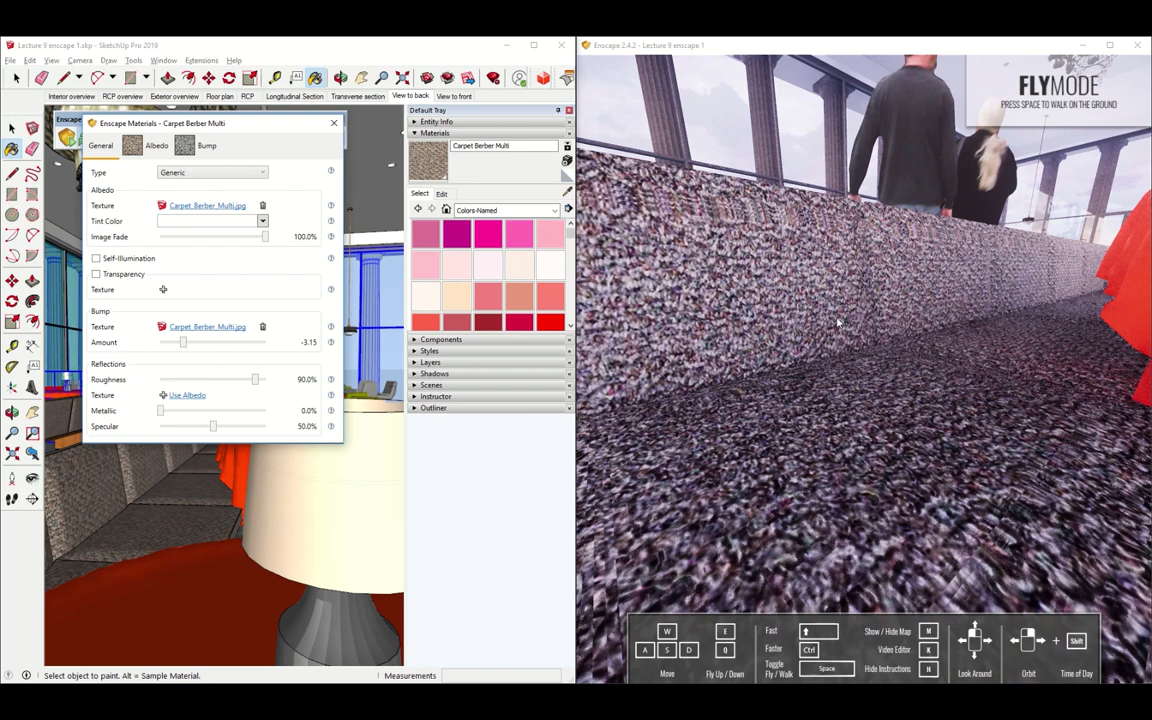 Lecture 9 enscape 1.skp - SketchUp Pro 2019
File Edit View Camera Draw Tools Window Extensions Help
Interior overview RCP overview Exterior overview Floor plan RCP Longitudinal Section Transverse section View to back View to front
Enscape
Enscape Materials - Carpet Berber Multi
General Albedo Bump
Type Generic
Albedo
Texture Carpet_Berber_Multi.jpg
Tint Color
Image Fade 100.0%
Self-Illumination
Transparency
Texture
Bump
Texture Carpet_Berber_Multi.jpg
Amount -3.15
Reflections
Roughness 90.0%
Texture Use Albedo
Metallic 0.0%
Specular 50.0%
Default Tray
Entity Info
Materials
Carpet Berber Multi
Select Edit
Colors-Named
Components
Styles
Layers
Shadows
Scenes
Instructor
Outliner
Select object to paint. Alt = Sample Material.
Measurements
Enscape 2.4.2 - Lecture 9 enscape 1
FLYMODE
PRESS SPACE TO WALK ON THE GROUND
W
A S D
Move
E
Q
Fly Up / Down
Fast
Faster Ctrl
Toggle
Fly / Walk Space
Show / Hide Map M
Video Editor K
Hide Instructions H
Look Around
Orbit
+ Shift
Time of Day